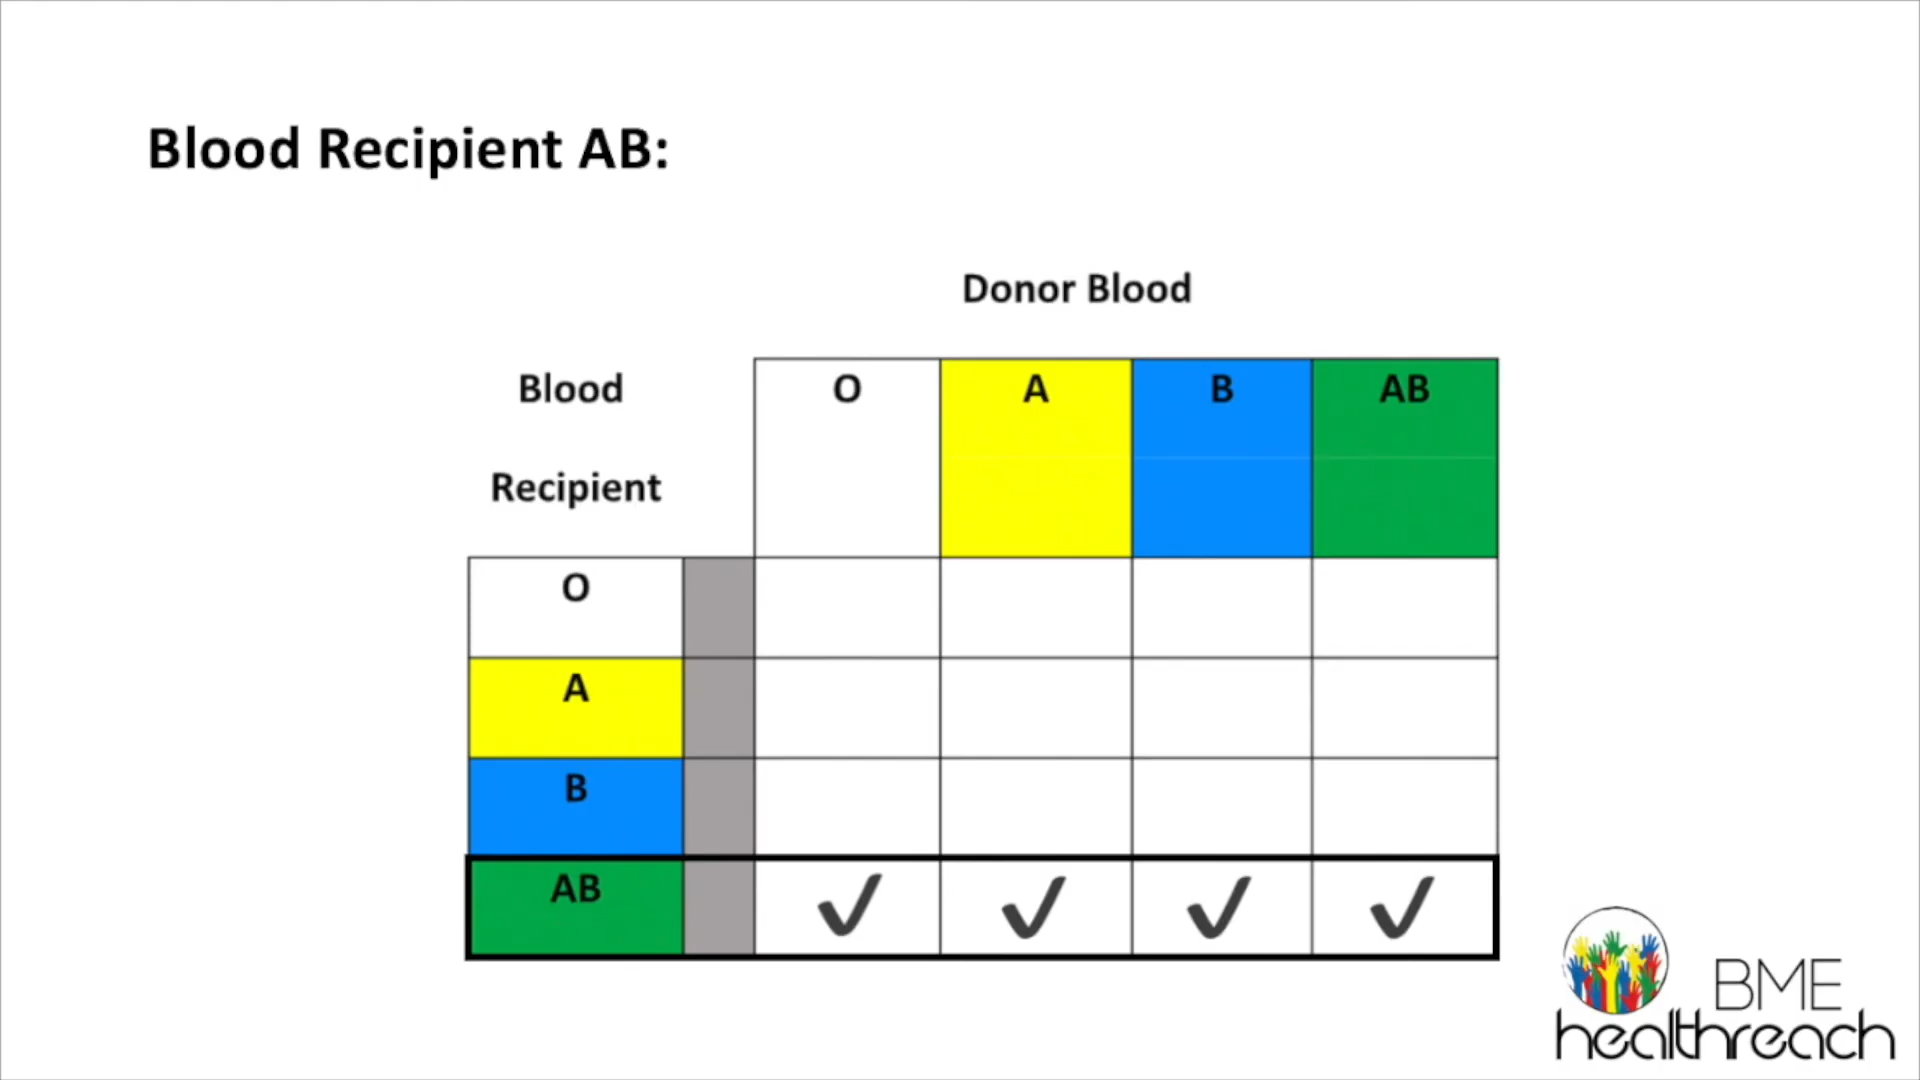 Blood Recipient AB:
Donor Blood
Blood
Recipient
O A B AB
O
A
B
AB ✓ ✓ ✓ ✓
BME
healthreach